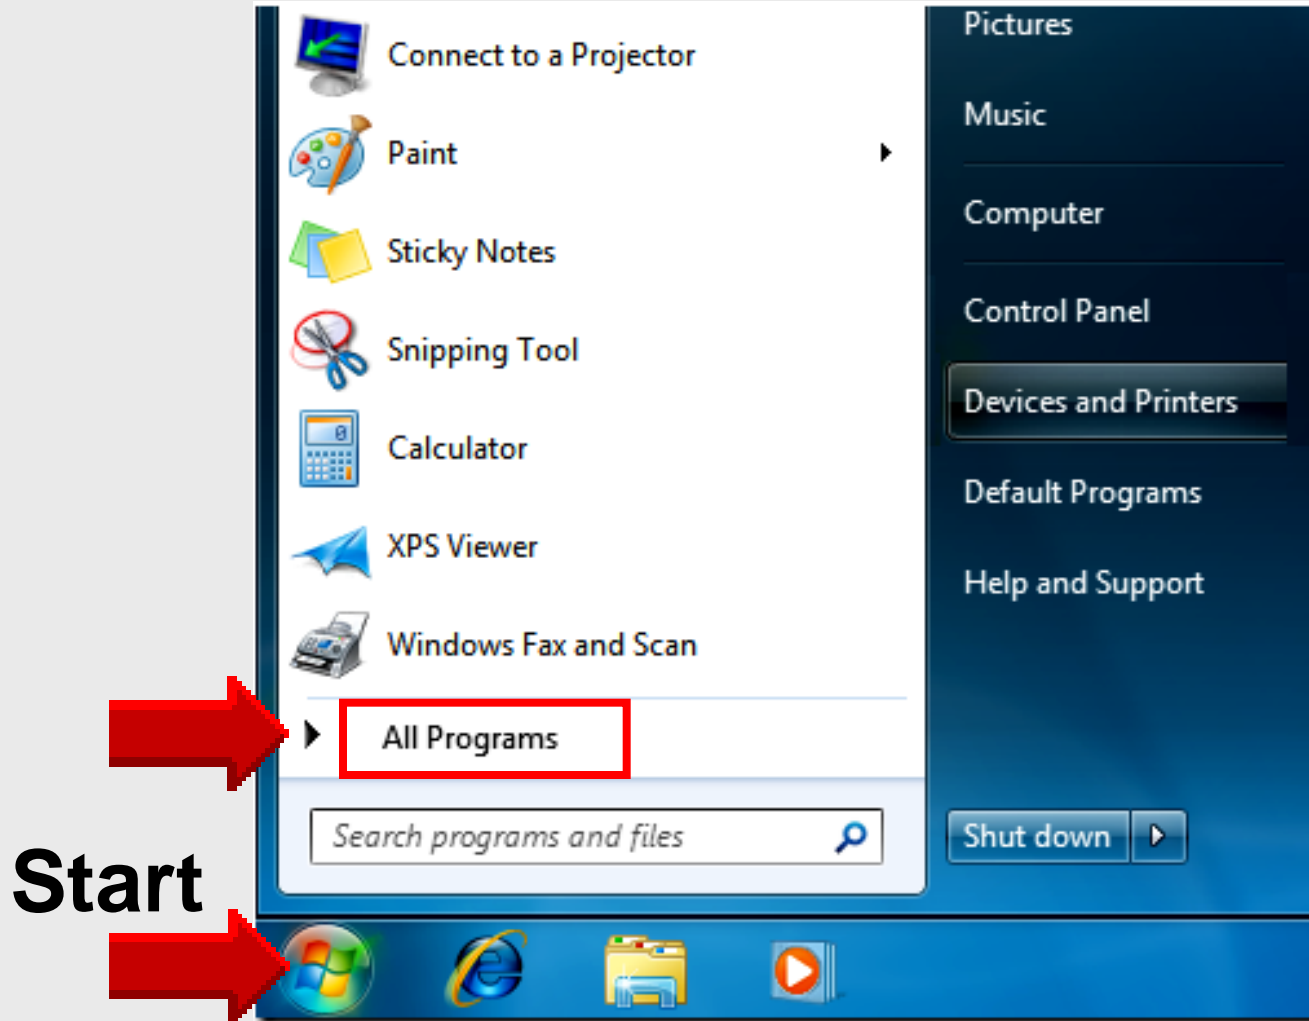 Connect to a Projector
Paint
Sticky Notes
Snipping Tool
0
Calculator
XPS Viewer
Windows Fax and Scan
All Programs
Search programs and files
Pictures
Music
Computer
Control Panel
Devices and Printers
Default Programs
Help and Support
Shut down
Start